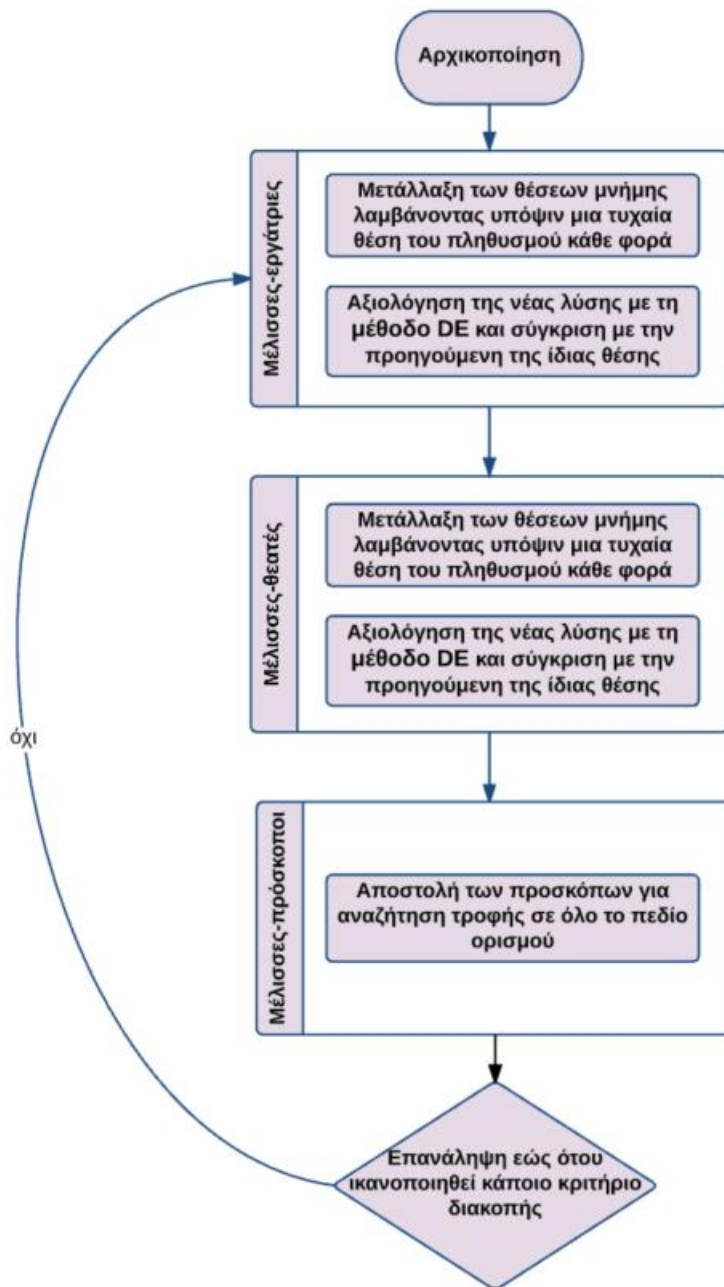 Αρχικοποίηση
Μέλισσες-εργάτριες
Μετάλλαξη των θέσεων μνήμης
λαμβάνοντας υπόψιν μια τυχαία
θέση του πληθυσμού κάθε φορά
Αξιολόγηση της νέας λύσης με τη
μέθοδο DE και σύγκριση με την
προηγούμενη της ίδιας θέσης
Μέλισσες-θεατές
Μετάλλαξη των θέσεων μνήμης
λαμβάνοντας υπόψιν μια τυχαία
θέση του πληθυσμού κάθε φορά
Αξιολόγηση της νέας λύσης με τη
μέθοδο DE και σύγκριση με την
προηγούμενη της ίδιας θέσης
όχι
Μέλισσες-πρόσκοποι
Αποστολή των προσκόπων για
αναζήτηση τροφής σε όλο το πεδίο
ορισμού
Επανάληψη εώς ότου
ικανοποιηθεί κάποιο κριτήριο
διακοπής